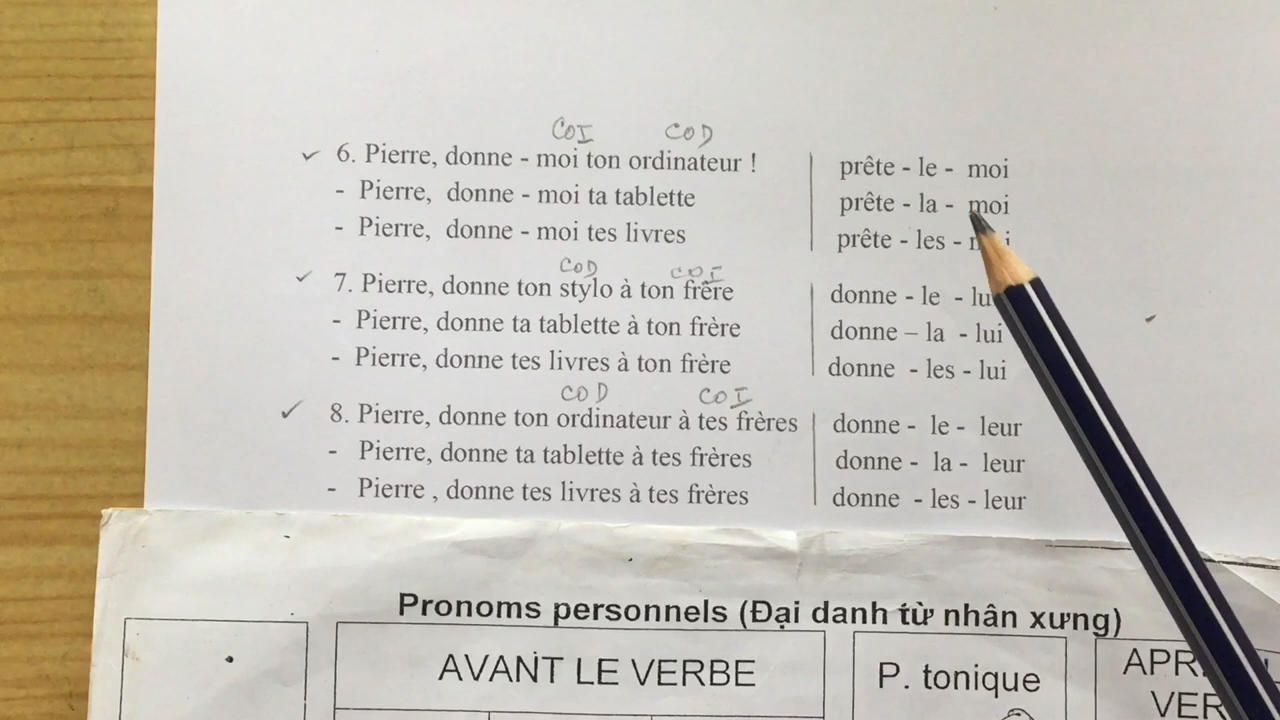 COI COD
6. Pierre, donne - moi ton ordinateur ! prête - le - moi
- Pierre, donne - moi ta tablette prête - la - moi
- Pierre, donne - moi tes livres prête - les -
COD COI
7. Pierre, donne ton stylo à ton frère donne - le -
- Pierre, donne ta tablette à ton frère donne – la - lui
- Pierre, donne tes livres à ton frère donne - les - lui
COD COI
8. Pierre, donne ton ordinateur à tes frères donne - le - leur
- Pierre, donne ta tablette à tes frères donne - la - leur
- Pierre , donne tes livres à tes frères donne - les - leur
Pronoms personnels (Đại danh từ nhân xưng)
AVANT LE VERBE
P. tonique